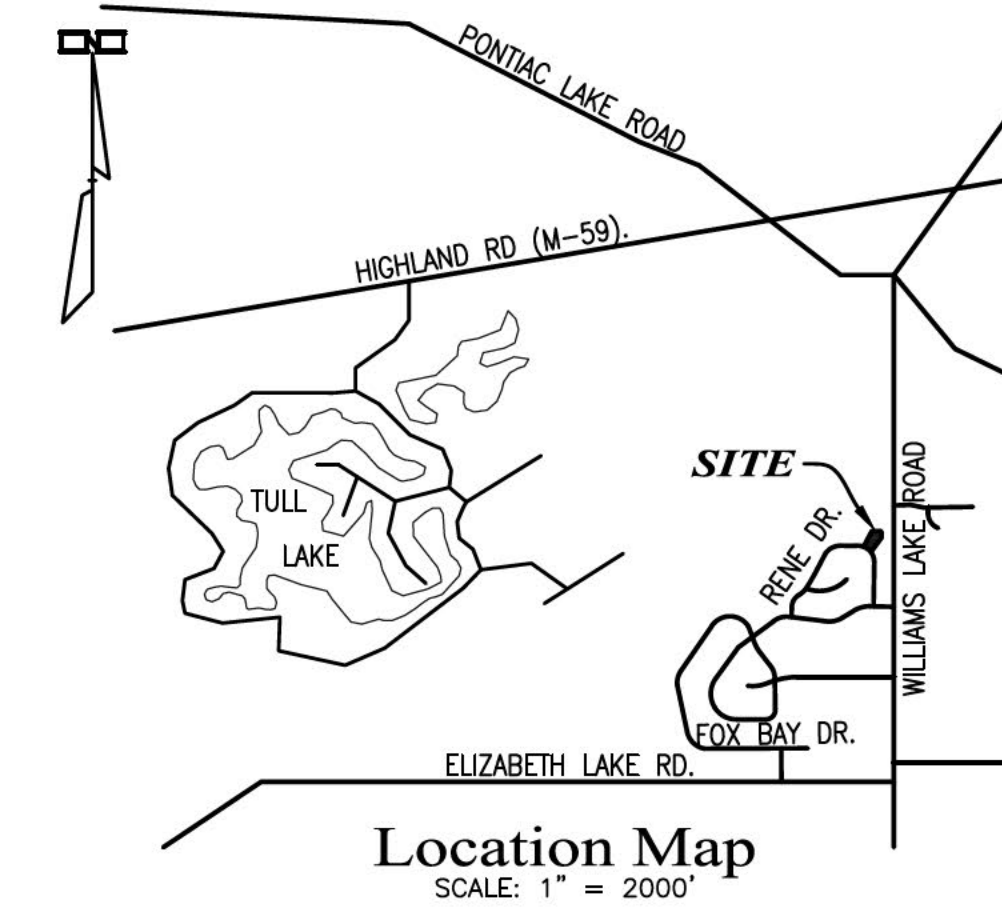 N
PONTIAC LAKE ROAD
HIGHLAND RD (M-59).
SITE
TULL
LAKE
RENE DR.
WILLIAMS LAKE ROAD
FOX BAY DR.
ELIZABETH LAKE RD.
Location Map
SCALE: 1" = 2000'